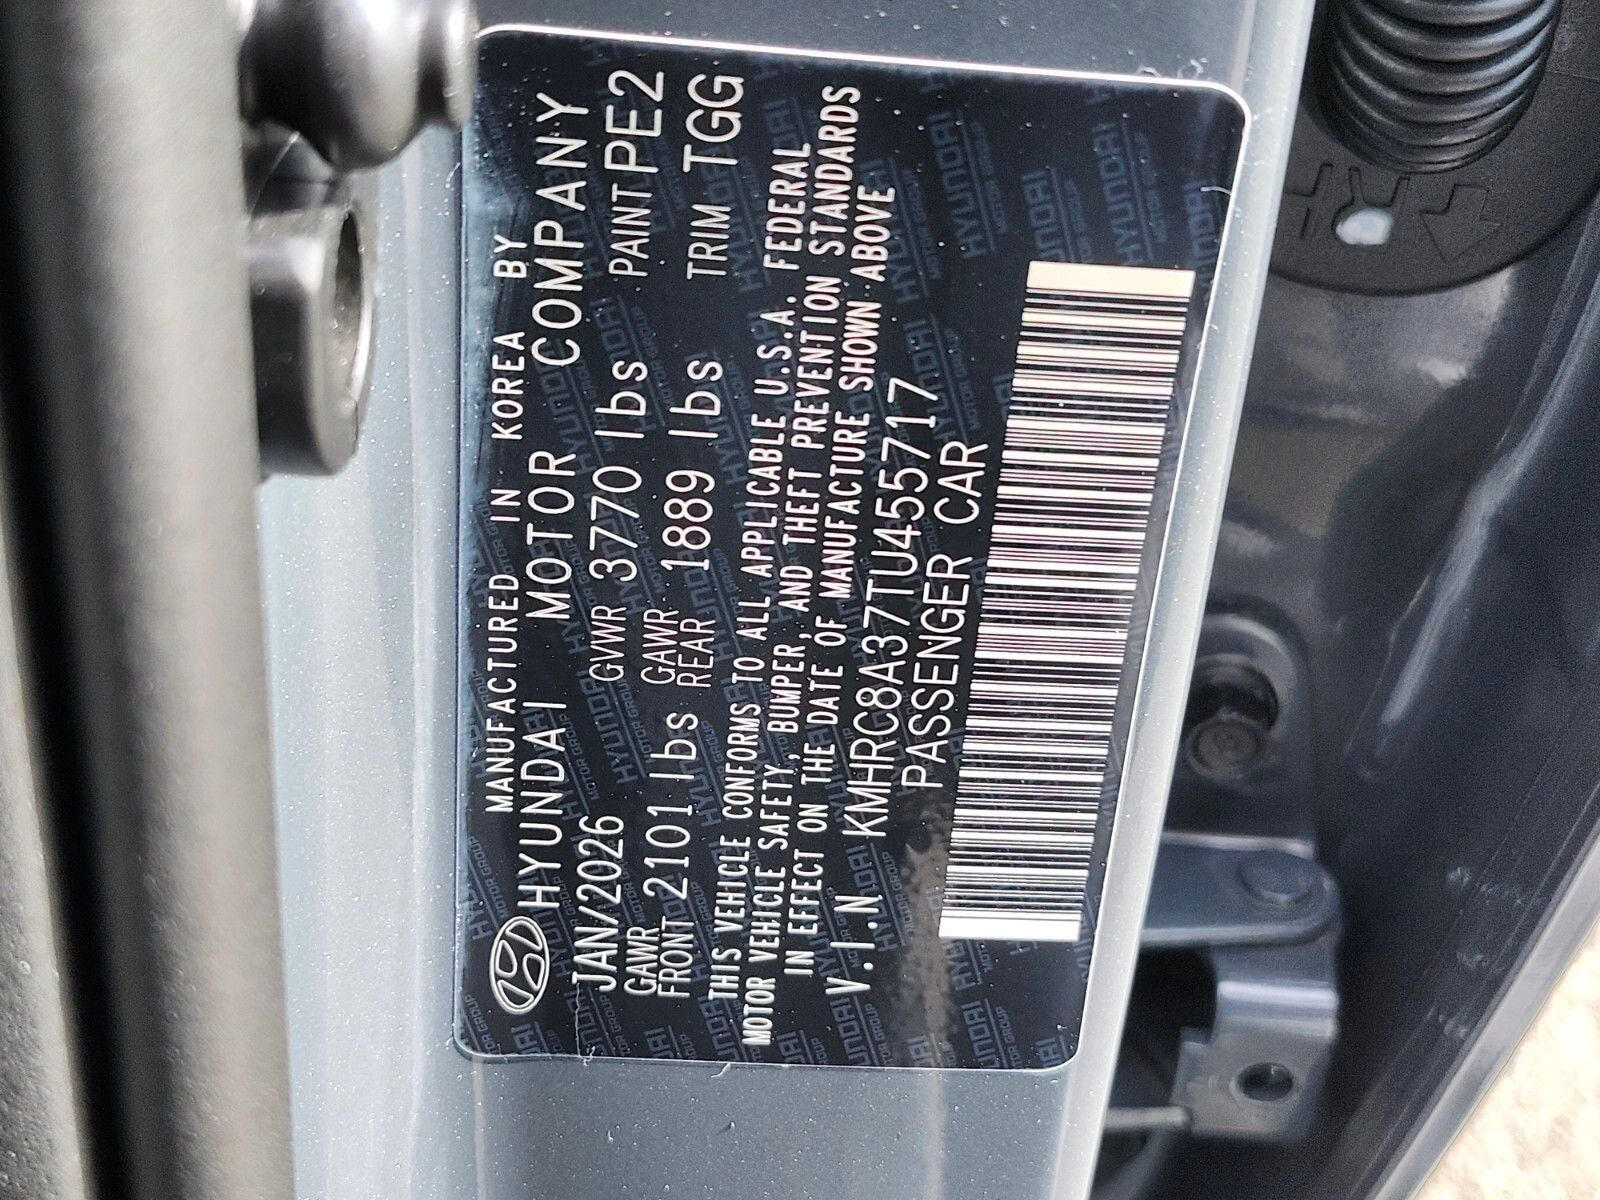 MANUFACTURED IN KOREA BY
HYUNDAI MOTOR COMPANY
JAN/2026 GVWR 3770 lbs PAINT PE2
GAWR FRONT 2101 lbs GAWR REAR 1889 lbs TRIM TGG
THIS VEHICLE CONFORMS TO ALL APPLICABLE U.S.A. FEDERAL
MOTOR VEHICLE SAFETY, BUMPER, AND THEFT PREVENTION STANDARDS
IN EFFECT ON THE DATE OF MANUFACTURE SHOWN ABOVE
V.I.N KMHRC8A37TU455717
PASSENGER CAR